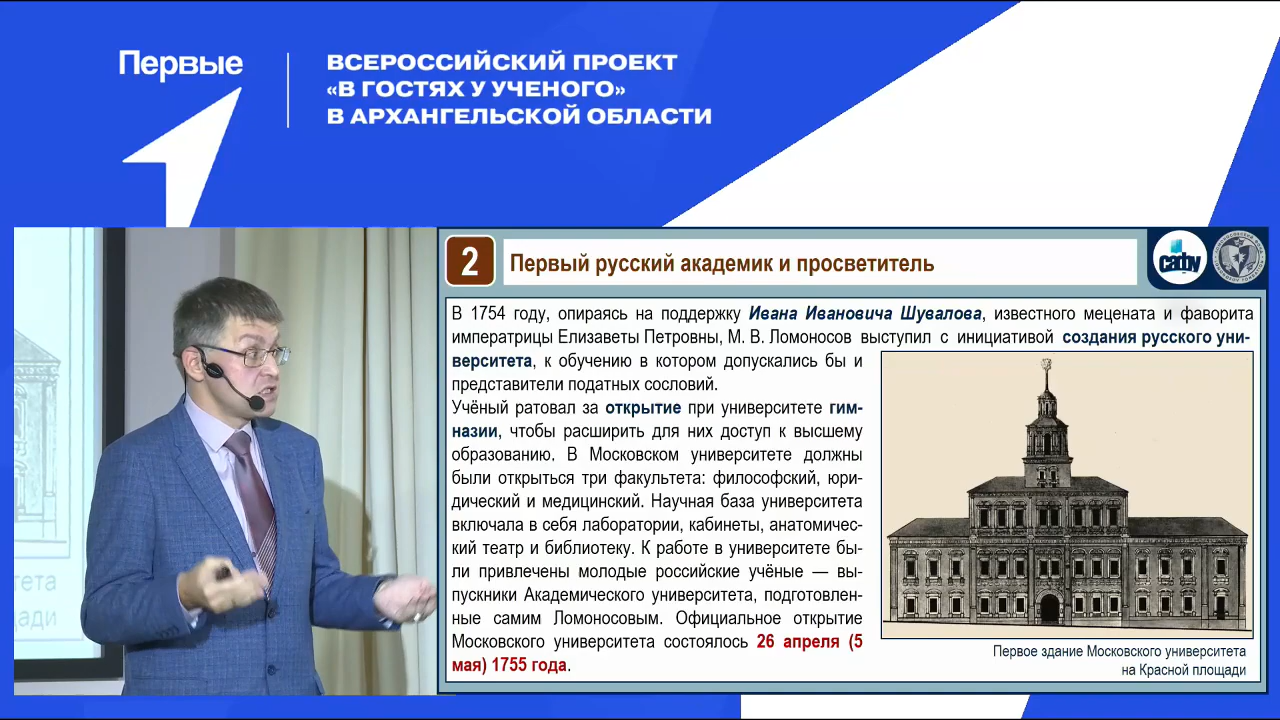 Первые
ВСЕРОССИЙСКИЙ ПРОЕКТ
«В ГОСТЯХ У УЧЕНОГО»
В АРХАНГЕЛЬСКОЙ ОБЛАСТИ
2
Первый русский академик и просветитель
сафу
В 1754 году, опираясь на поддержку Ивана Ивановича Шувалова, известного мецената и фаворита
императрицы Елизаветы Петровны, М. В. Ломоносов выступил с инициативой создания русского уни-
верситета, к обучению в котором допускались бы и
представители податных сословий.
Учёный ратовал за открытие при университете гим-
назии, чтобы расширить для них доступ к высшему
образованию. В Московском университете должны
были открыться три факультета: философский, юри-
дический и медицинский. Научная база университета
включала в себя лаборатории, кабинеты, анатомичес-
кий театр и библиотеку. К работе в университете бы-
ли привлечены молодые российские учёные — вы-
пускники Академического университета, подготовлен-
ные самим Ломоносовым. Официальное открытие
Московского университета состоялось 26 апреля (5
мая) 1755 года.
Первое здание Московского университета
на Красной площади
тета
ади